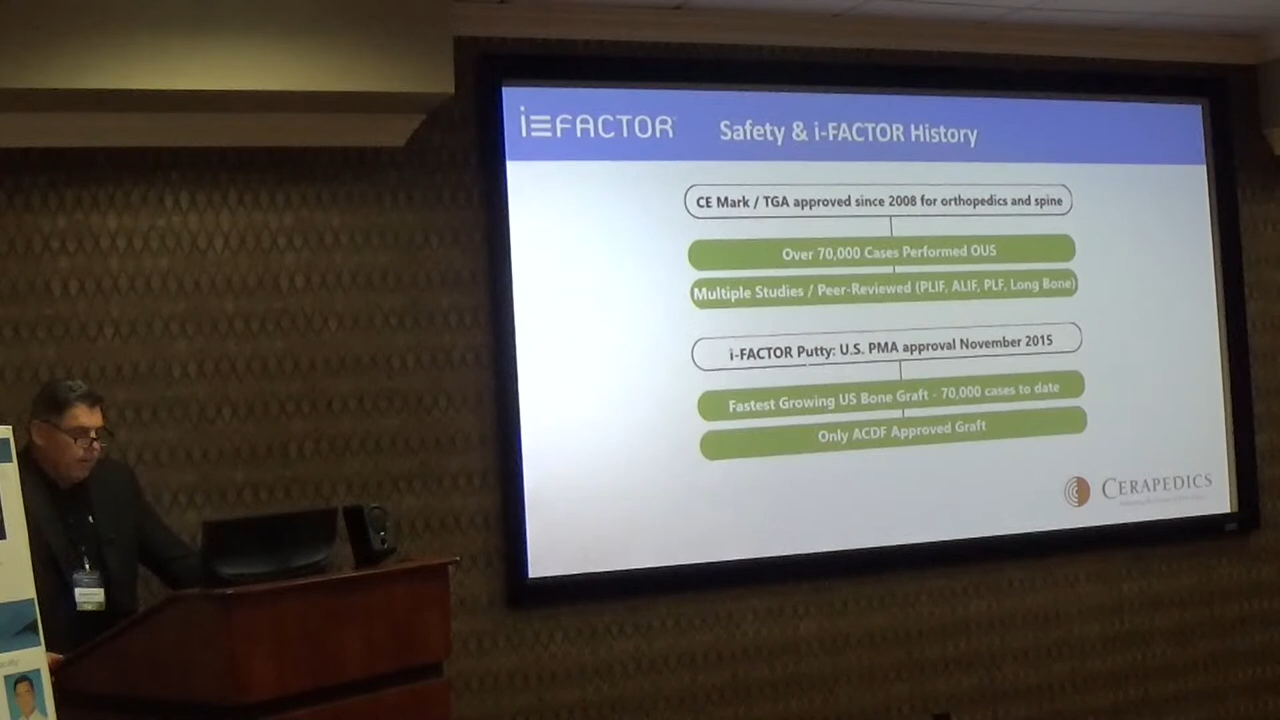 i-FACTOR
Safety & i-FACTOR History
CE Mark / TGA approved since 2008 for orthopedics and spine
Over 70,000 Cases Performed OUS
Multiple Studies / Peer-Reviewed (PLIF, ALIF, PLF, Long Bone)
i-FACTOR Putty: U.S. PMA approval November 2015
Fastest Growing US Bone Graft - 70,000 cases to date
Only ACDF Approved Graft
CERAPEDICS